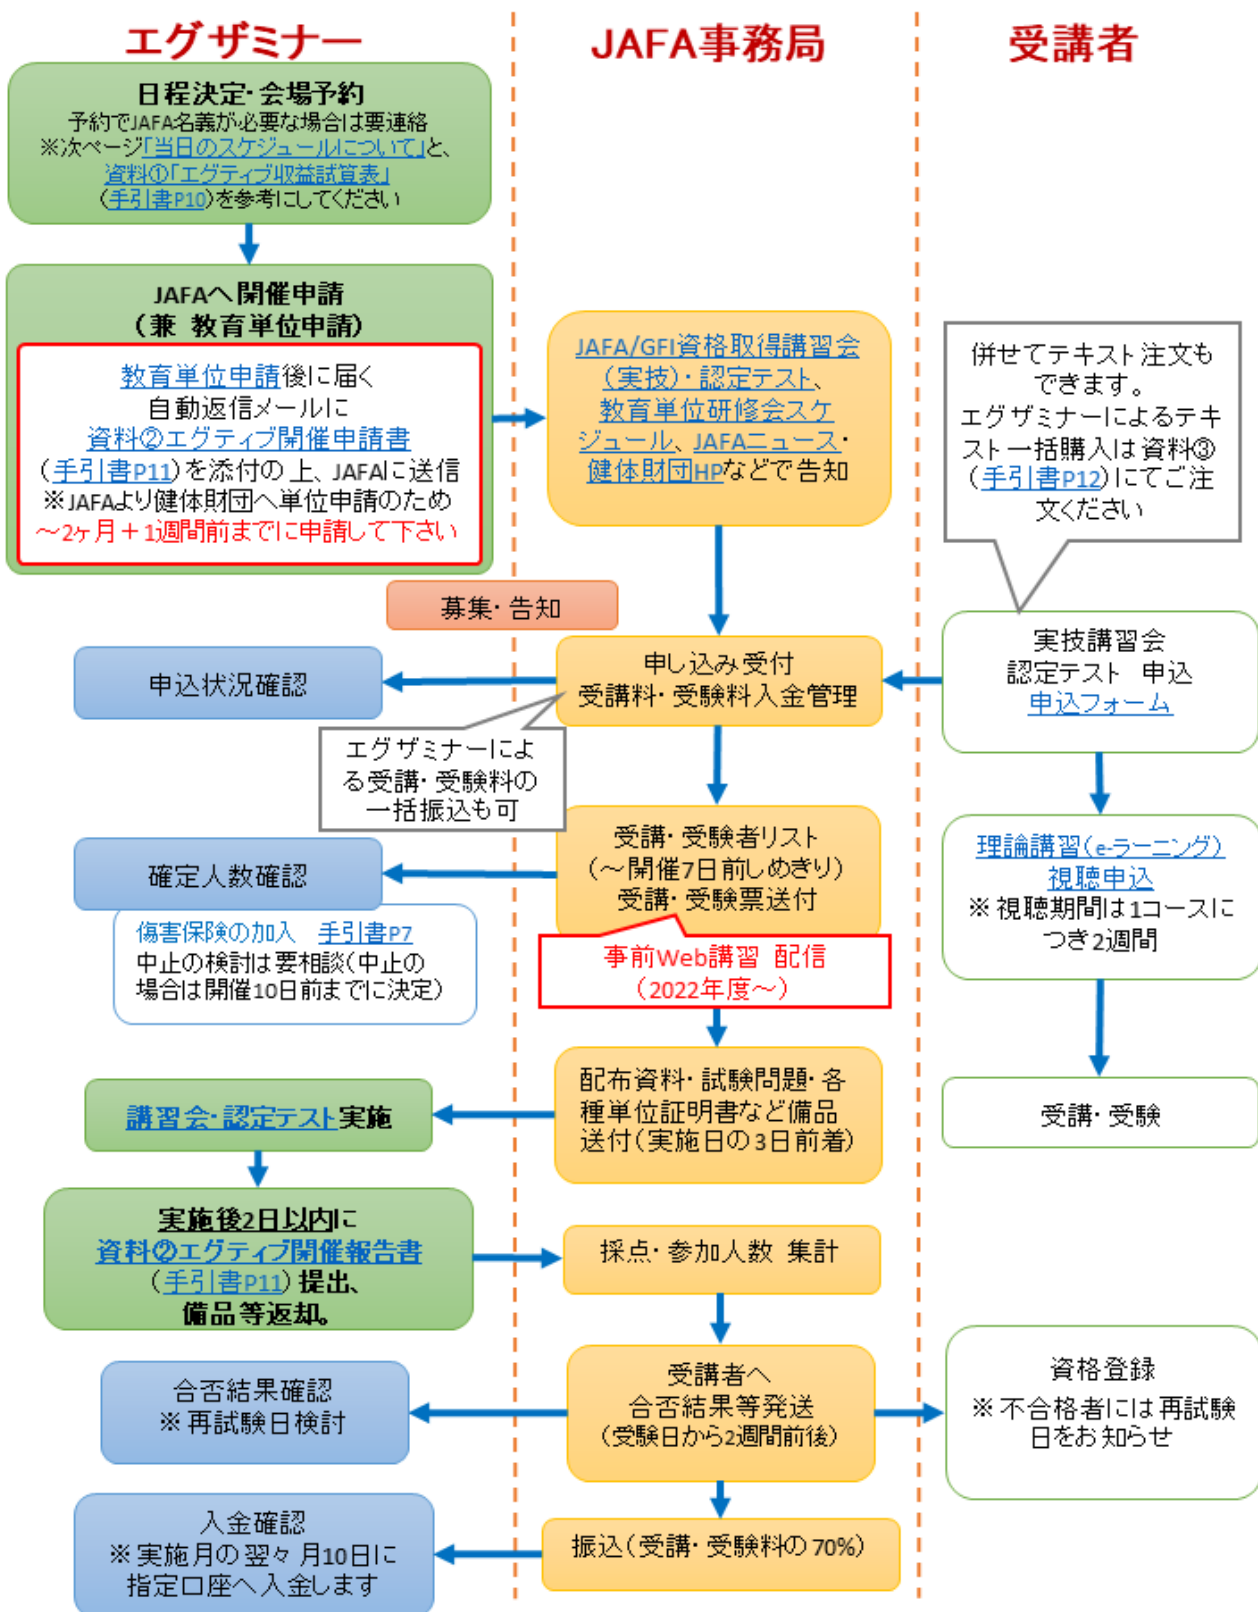 エグザミナー
JAFA事務局
受講者
日程決定・会場予約
予約でJAFA名義が必要な場合は要連絡
※次ページ「当日のスケジュールについて」と、
資料①「エグティブ収益試算表」
（手引書P10）を参考にしてください
JAFAへ開催申請
（兼 教育単位申請）
教育単位申請後に届く
自動返信メールに
資料②エグティブ開催申請書
（手引書P11）を添付の上、JAFAに送信
※JAFAより健体財団へ単位申請のため
～2ヶ月＋1週間前までに申請して下さい
JAFA/GFI資格取得講習会
（実技）・認定テスト、
教育単位研修会スケ
ジュール、JAFAニュース・
健体財団HPなどで告知
併せてテキスト注文も
できます。
エグザミナーによるテキ
スト一括購入は資料③
（手引書P12）にてご注
文ください
募集・告知
申込状況確認
申し込み受付
受講料・受験料入金管理
実技講習会
認定テスト 申込
申込フォーム
エグザミナーによ
る受講・受験料の
一括振込も可
確定人数確認
傷害保険の加入 手引書P7
中止の検討は要相談（中止の
場合は開催10日前までに決定）
受講・受験者リスト
（～開催7日前しめきり）
受講・受験票送付
事前Web講習 配信
（2022年度～）
理論講習（e-ラーニング）
視聴申込
※視聴期間は1コースに
つき2週間
講習会・認定テスト実施
配布資料・試験問題・各
種単位証明書など備品
送付（実施日の3日前着）
受講・受験
実施後2日以内に
資料②エグティブ開催報告書
（手引書P11）提出、
備品等返却。
採点・参加人数 集計
合否結果確認
※再試験日検討
受講者へ
合否結果等発送
（受験日から2週間前後）
資格登録
※不合格者には再試験
日をお知らせ
入金確認
※実施月の翌々月10日に
指定口座へ入金します
振込（受講・受験料の70%）